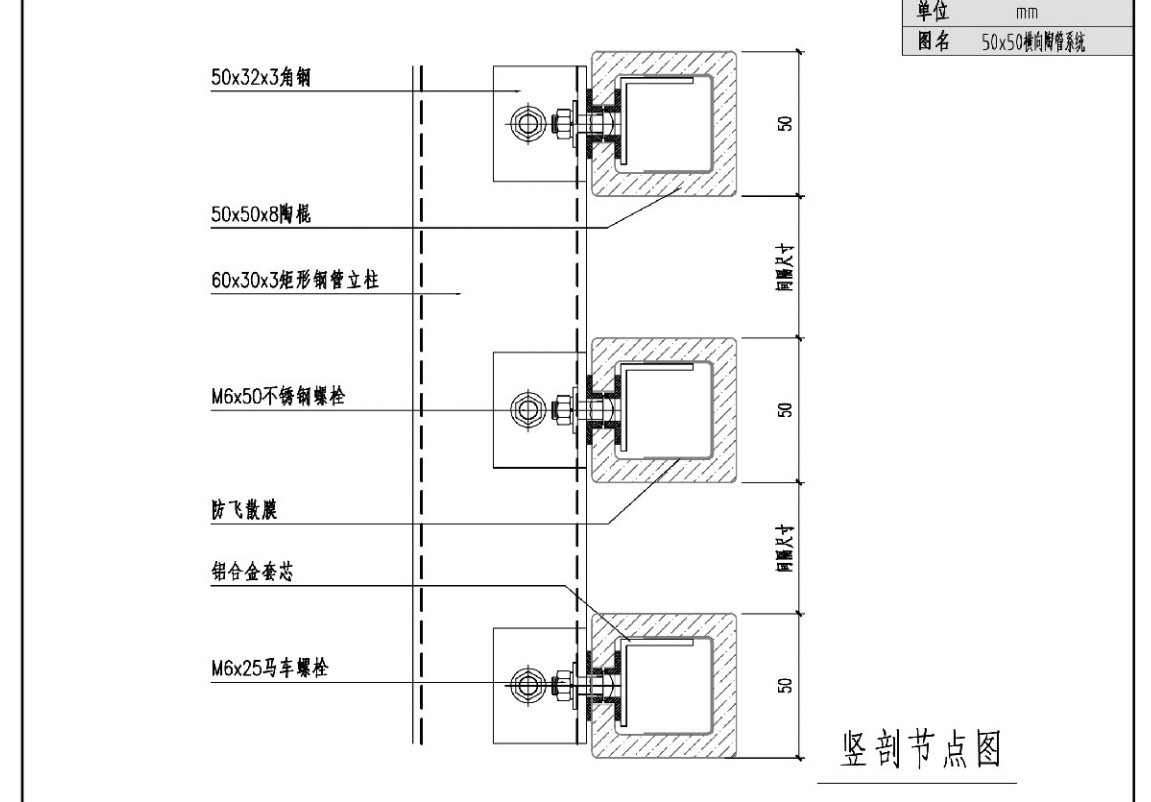 单位 mm
图名 50x50横向陶管系统
50x32x3角钢
50
50x50x8陶棍
间隔尺寸
60x30x3矩形钢管立柱
M6x50不锈钢螺栓
50
防飞散膜
间隔尺寸
铝合金套芯
M6x25马车螺栓
50
竖剖节点图